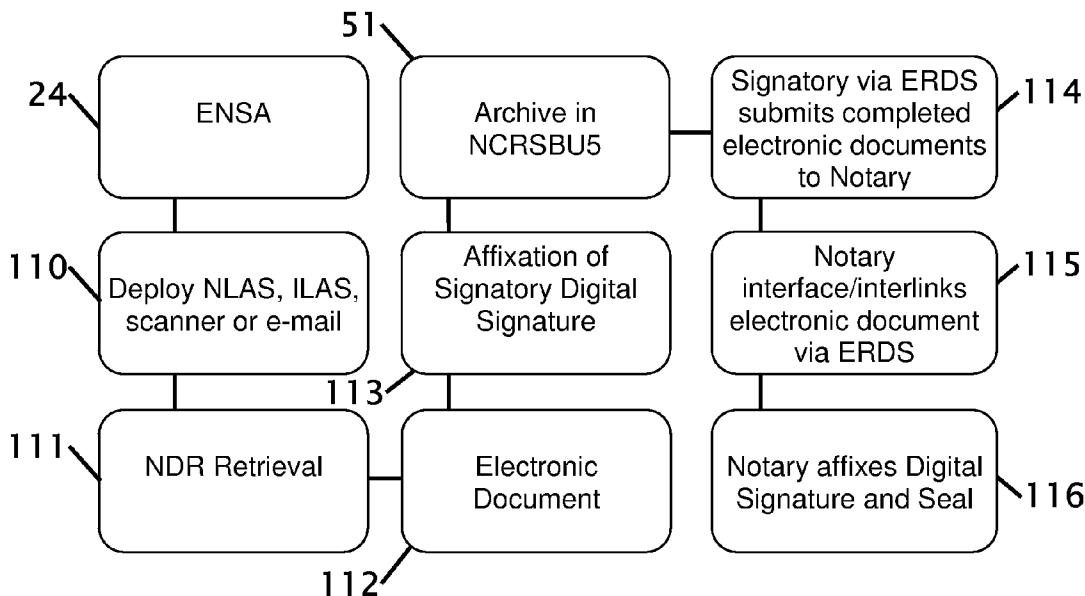 51
24
ENSA
Archive in
NCRSBU5
Signatory via ERDS
submits completed
electronic documents
to Notary
114
110
Deploy NLAS, ILAS,
scanner or e-mail
Affixation of
Signatory Digital
Signature
113
Notary
interface/interlinks
electronic document
via ERDS
115
111
NDR Retrieval
Electronic
Document
112
Notary affixes Digital
Signature and Seal
116